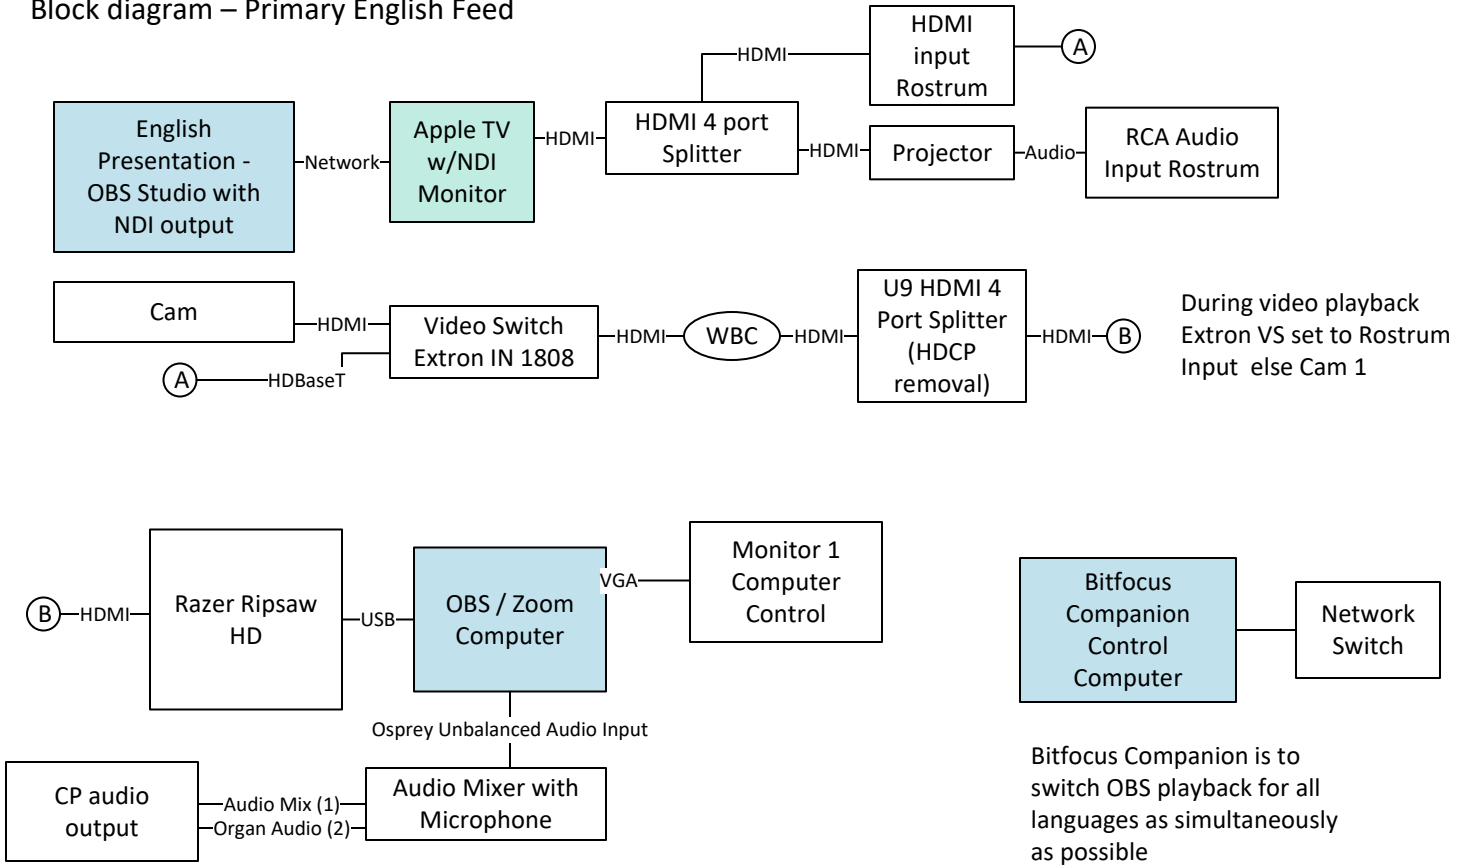 Block diagram – Primary English Feed
HDMI
input
Rostrum
HDMI
A
English
Presentation -
OBS Studio with
NDI output
Network
Apple TV
w/NDI
Monitor
HDMI
HDMI 4 port
Splitter
HDMI
Projector
Audio
RCA Audio
Input Rostrum
Cam
HDMI
A
HDBaseT
Video Switch
Extron IN 1808
HDMI
WBC
HDMI
U9 HDMI 4
Port Splitter
(HDCP
removal)
HDMI
B
During video playback
Extron VS set to Rostrum
Input  else Cam 1
B
HDMI
Razer Ripsaw
HD
USB
OBS / Zoom
Computer
VGA
Monitor 1
Computer
Control
Bitfocus
Companion
Control
Computer
Network
Switch
Osprey Unbalanced Audio Input
CP audio
output
Audio Mix (1)
Organ Audio (2)
Audio Mixer with
Microphone
Bitfocus Companion is to
switch OBS playback for all
languages as simultaneously
as possible